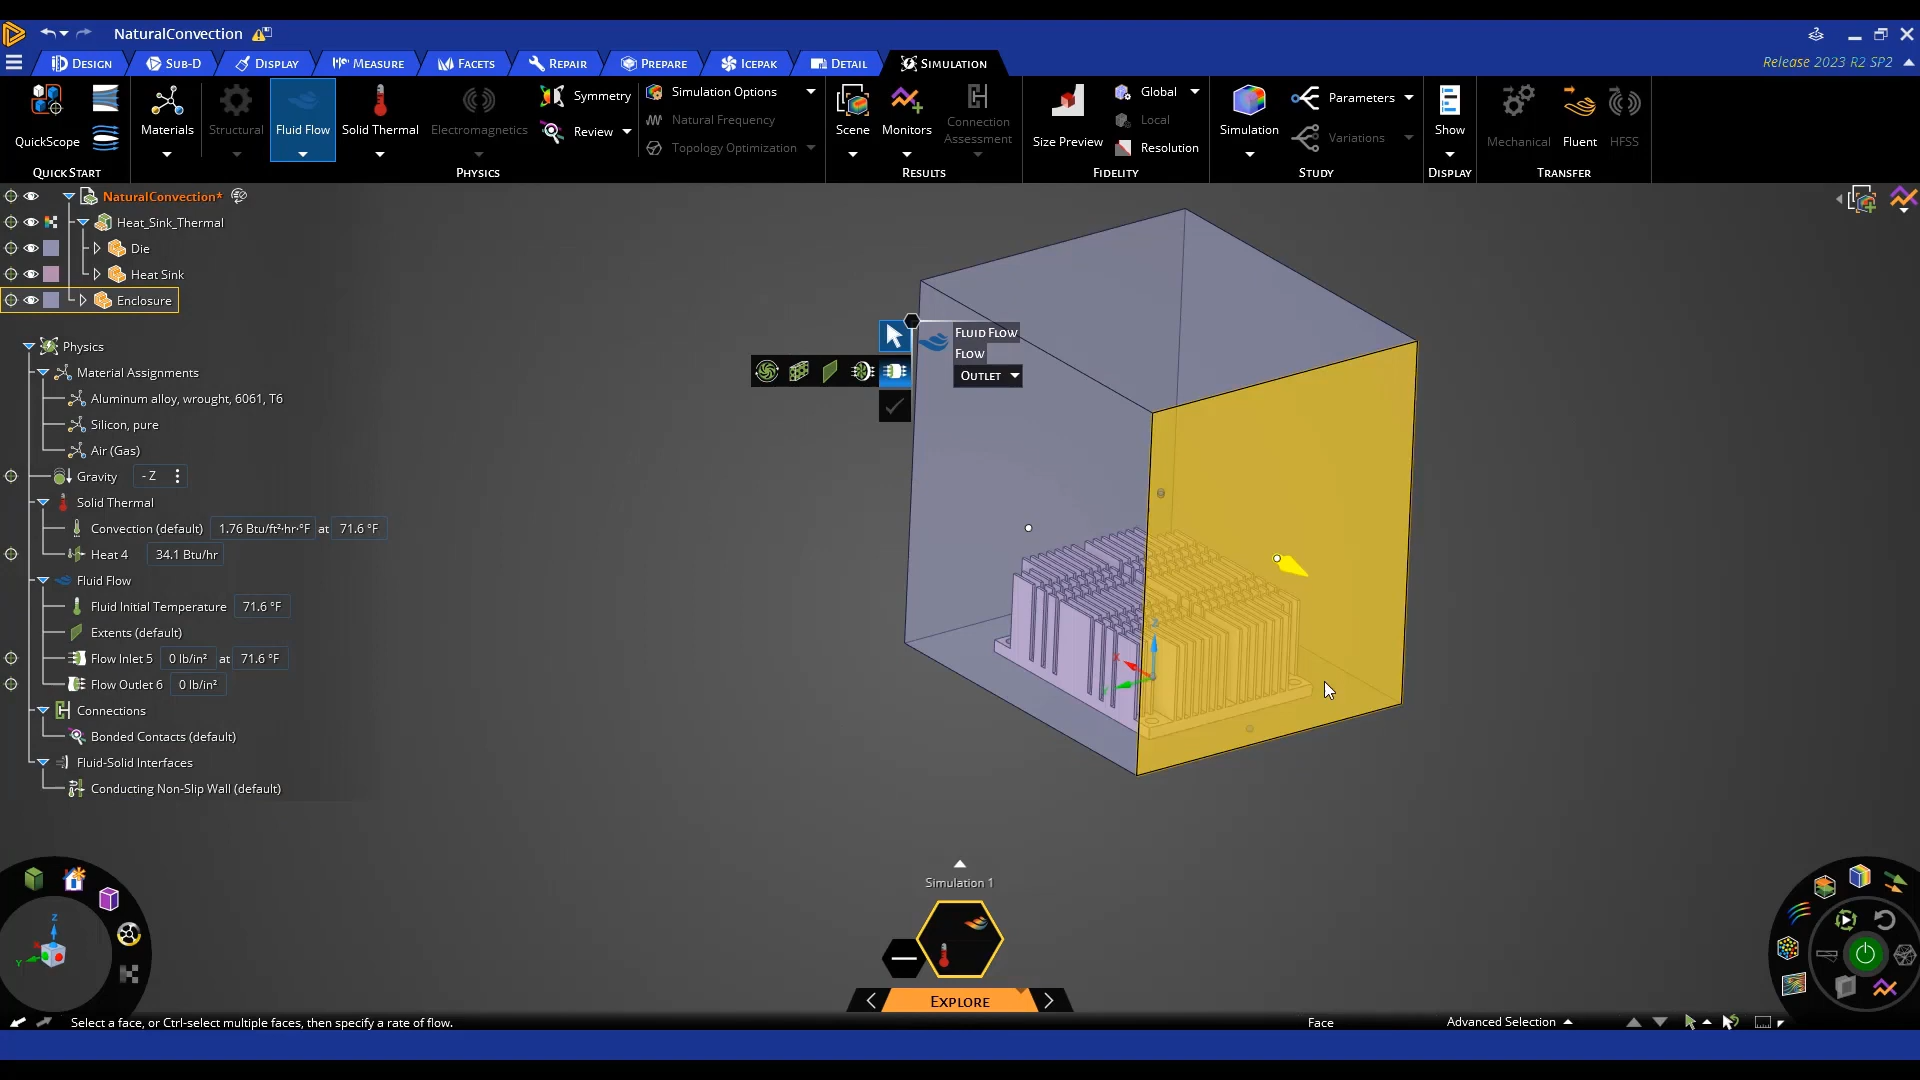 NaturalConvection
Design
Sub-D
Display
Measure
Facets
Repair
Prepare
Icepak
Detail
Simulation
Release 2023 R2 SP2
QuickScope
Materials
Structural
Fluid Flow
Solid Thermal
Electromagnetics
Symmetry
Review
Simulation Options
Natural Frequency
Topology Optimization
Scene
Monitors
Connection
Assessment
Size Preview
Global
Local
Resolution
Simulation
Parameters
Variations
Show
Mechanical
Fluent
HFSS
Quick Start
Physics
Results
Fidelity
Study
Display
Transfer
NaturalConvection*
Heat_Sink_Thermal
Die
Heat Sink
Enclosure
Physics
Material Assignments
Aluminum alloy, wrought, 6061, T6
Silicon, pure
Air (Gas)
Gravity - Z
Solid Thermal
Convection (default) 1.76 Btu/ft²·hr·°F at 71.6 °F
Heat 4 34.1 Btu/hr
Fluid Flow
Fluid Initial Temperature 71.6 °F
Extents (default)
Flow Inlet 5 0 lb/in² at 71.6 °F
Flow Outlet 6 0 lb/in²
Connections
Bonded Contacts (default)
Fluid-Solid Interfaces
Conducting Non-Slip Wall (default)
Fluid Flow
Flow
Outlet
Z
X
Y
Z
Y
Simulation 1
Explore
Select a face, or Ctrl-select multiple faces, then specify a rate of flow.
Face
Advanced Selection